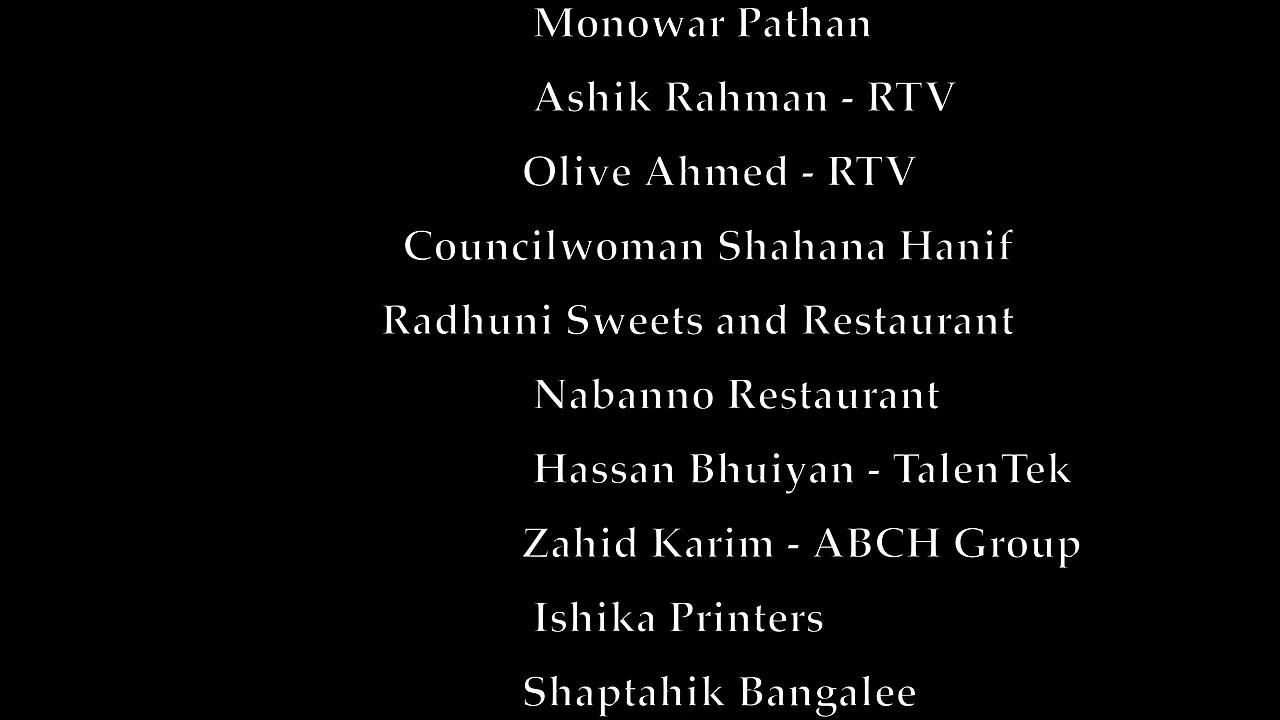 Monowar Pathan
Ashik Rahman - RTV
Olive Ahmed - RTV
Councilwoman Shahana Hanif
Radhuni Sweets and Restaurant
Nabanno Restaurant
Hassan Bhuiyan - TalenTek
Zahid Karim - ABCH Group
Ishika Printers
Shaptahik Bangalee